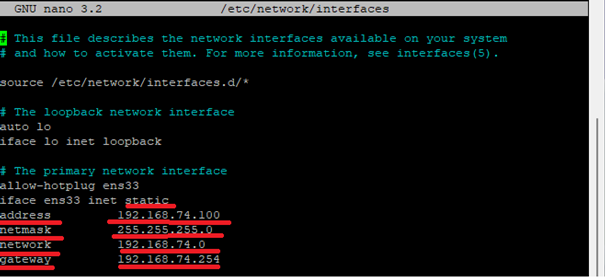 GNU nano 3.2 /etc/network/interfaces
# This file describes the network interfaces available on your system
# and how to activate them. For more information, see interfaces(5).
source /etc/network/interfaces.d/*
# The loopback network interface
auto lo
iface lo inet loopback
# The primary network interface
allow-hotplug ens33
iface ens33 inet static
address 192.168.74.100
netmask 255.255.255.0
network 192.168.74.0
gateway 192.168.74.254